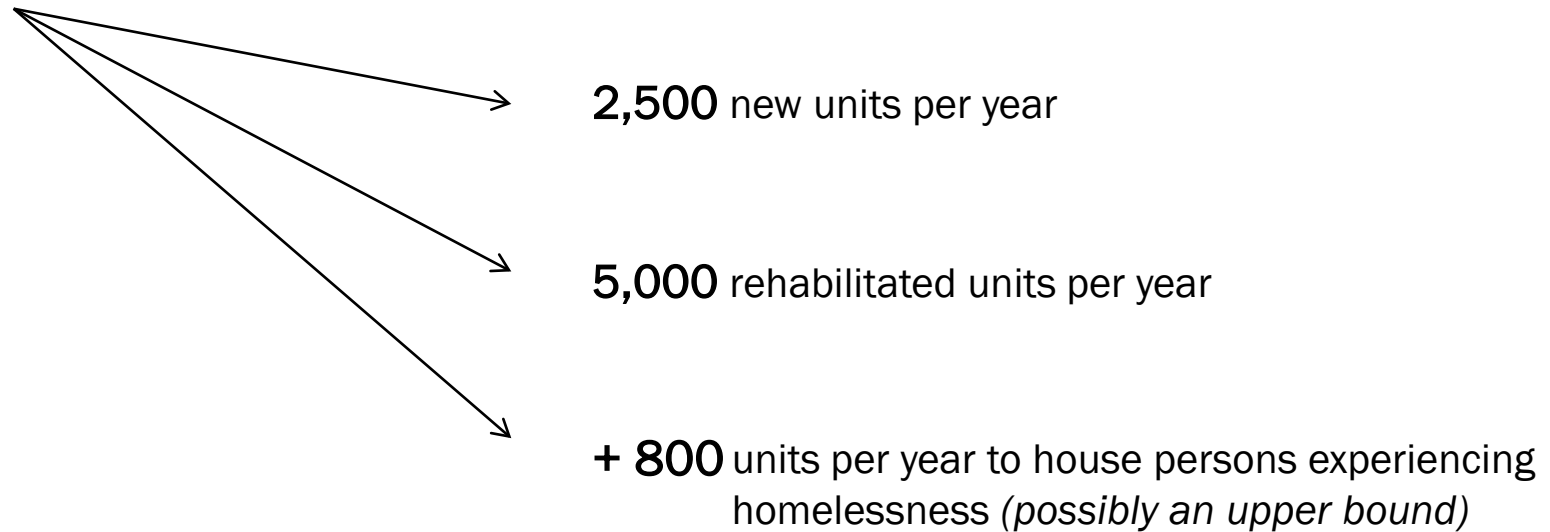 2,500 new units per year
5,000 rehabilitated units per year
+ 800 units per year to house persons experiencing
homelessness (possibly an upper bound)